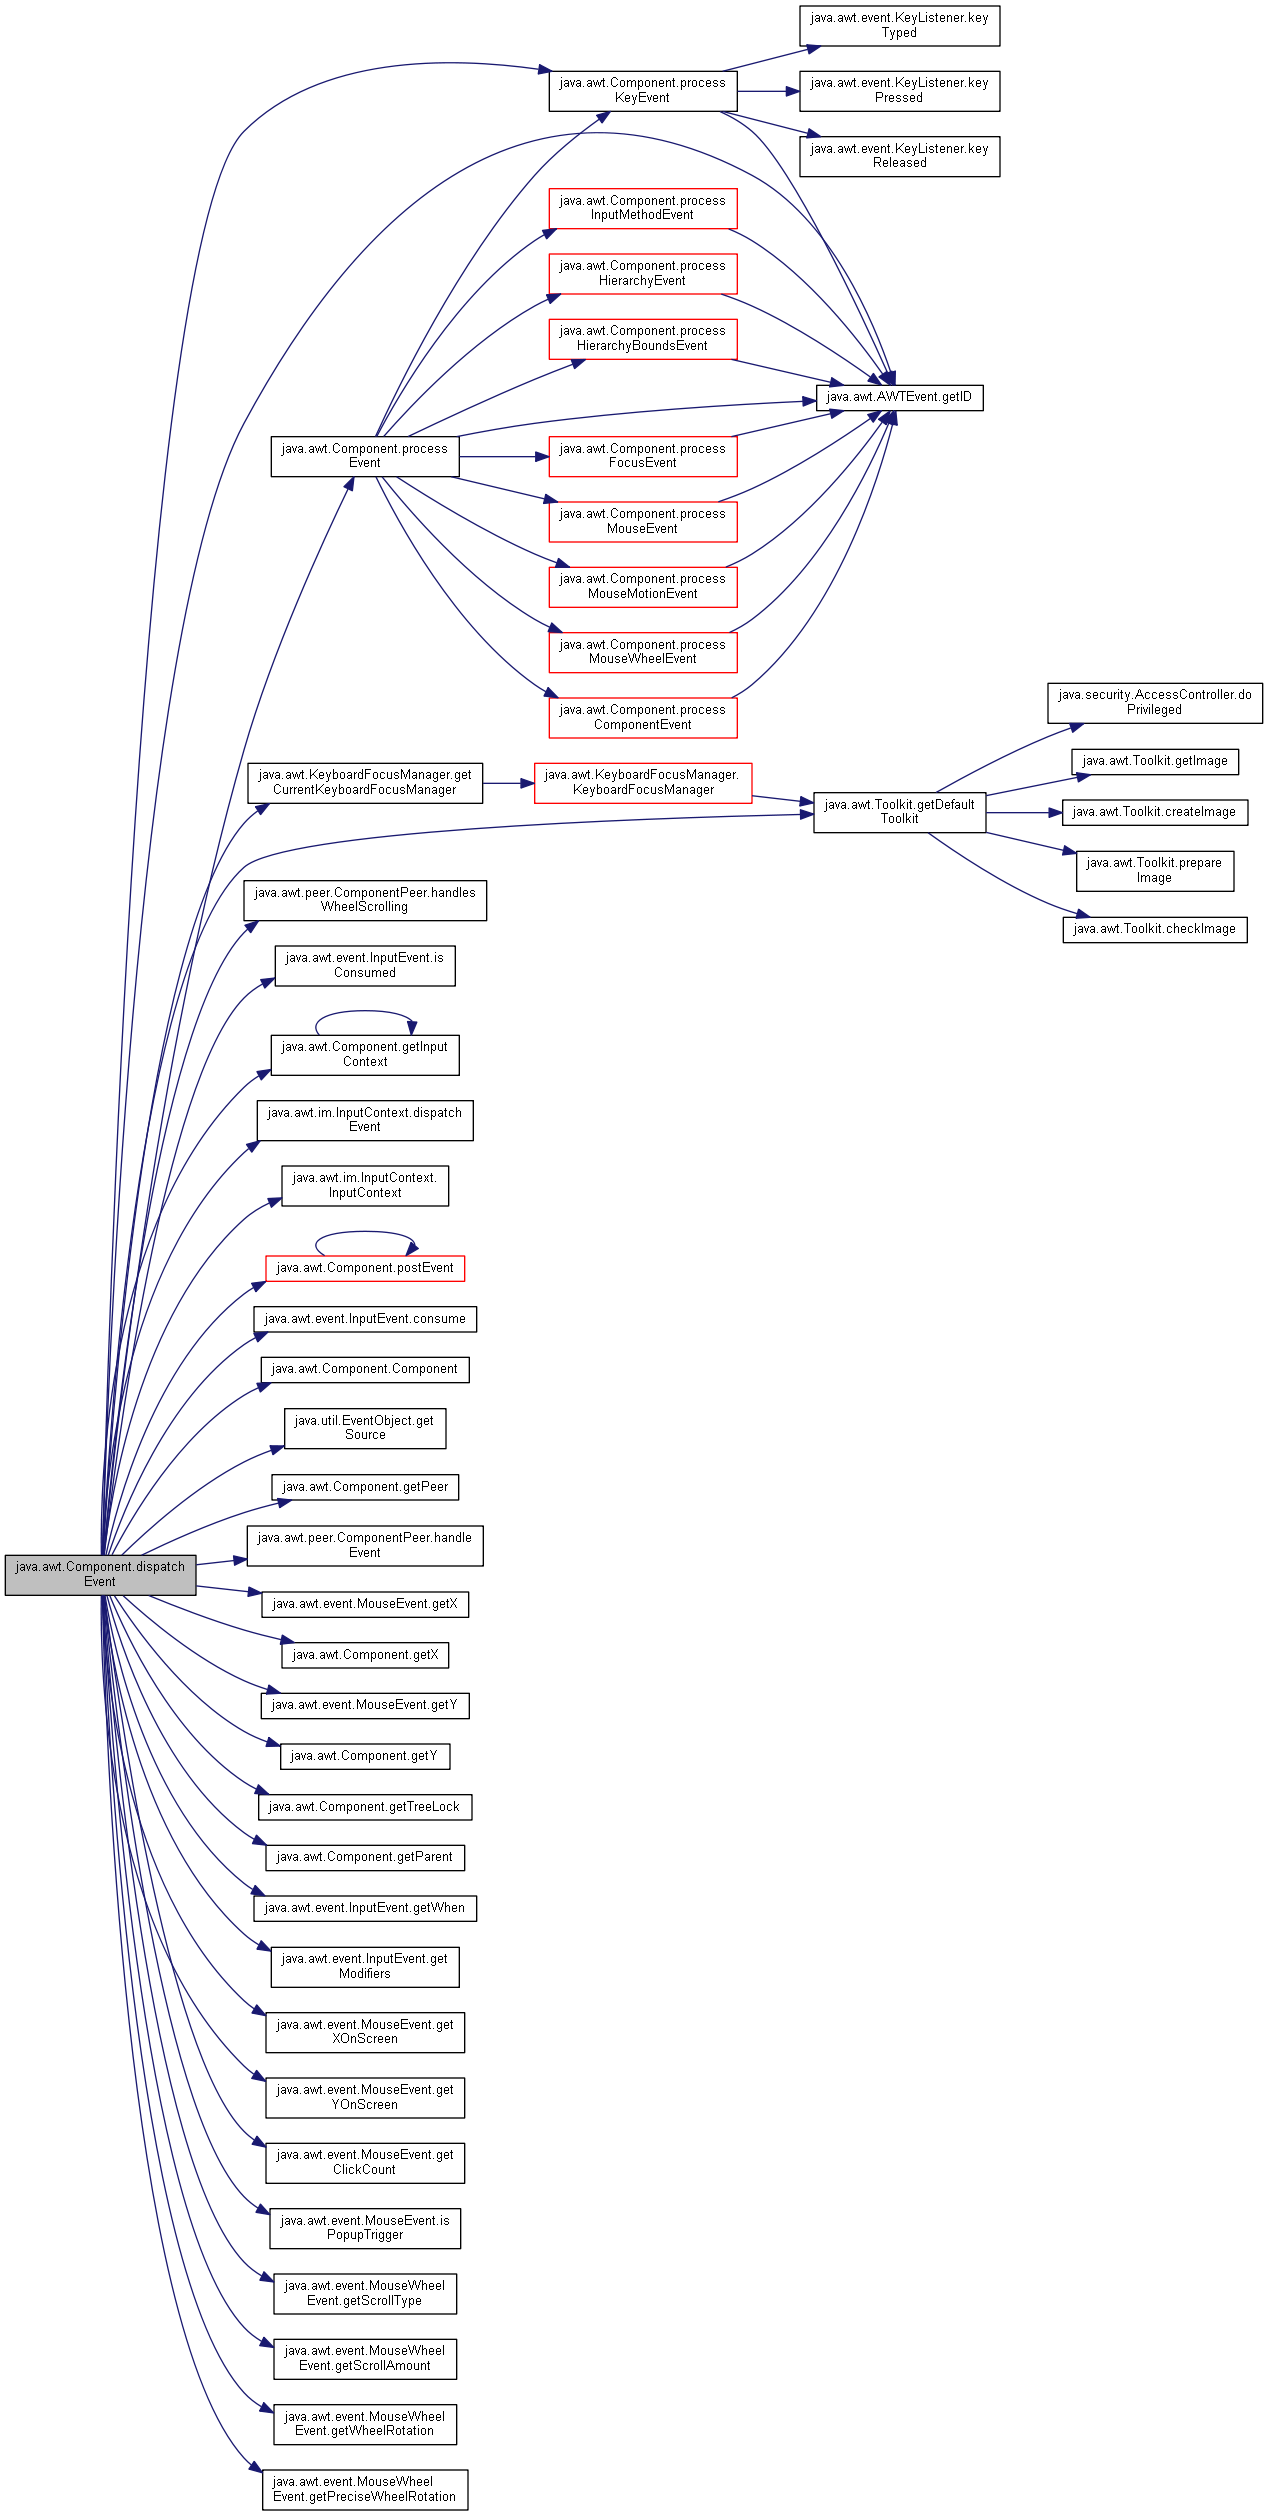 java.awt.event.KeyListener.key
Typed
java.awt.Component.process
KeyEvent
java.awt.event.KeyListener.key
Pressed
java.awt.event.KeyListener.key
Released
java.awt.Component.process
InputMethodEvent
java.awt.Component.process
HierarchyEvent
java.awt.Component.process
HierarchyBoundsEvent
java.awt.AWTEvent.getID
java.awt.Component.process
Event
java.awt.Component.process
FocusEvent
java.awt.Component.process
MouseEvent
java.awt.Component.process
MouseMotionEvent
java.awt.Component.process
MouseWheelEvent
java.awt.Component.process
ComponentEvent
java.security.AccessController.do
Privileged
java.awt.Toolkit.getImage
java.awt.KeyboardFocusManager.get
CurrentKeyboardFocusManager
java.awt.KeyboardFocusManager.
KeyboardFocusManager
java.awt.Toolkit.getDefault
Toolkit
java.awt.Toolkit.createImage
java.awt.Toolkit.prepare
Image
java.awt.Toolkit.checkImage
java.awt.peer.ComponentPeer.handles
WheelScrolling
java.awt.event.InputEvent.is
Consumed
java.awt.Component.getInput
Context
java.awt.im.InputContext.dispatch
Event
java.awt.im.InputContext.
InputContext
java.awt.Component.postEvent
java.awt.event.InputEvent.consume
java.awt.Component.Component
java.util.EventObject.get
Source
java.awt.Component.getPeer
java.awt.peer.ComponentPeer.handle
Event
java.awt.Component.dispatch
Event
java.awt.event.MouseEvent.getX
java.awt.Component.getX
java.awt.event.MouseEvent.getY
java.awt.Component.getY
java.awt.Component.getTreeLock
java.awt.Component.getParent
java.awt.event.InputEvent.getWhen
java.awt.event.InputEvent.get
Modifiers
java.awt.event.MouseEvent.get
XOnScreen
java.awt.event.MouseEvent.get
YOnScreen
java.awt.event.MouseEvent.get
ClickCount
java.awt.event.MouseEvent.is
PopupTrigger
java.awt.event.MouseWheel
Event.getScrollType
java.awt.event.MouseWheel
Event.getScrollAmount
java.awt.event.MouseWheel
Event.getWheelRotation
java.awt.event.MouseWheel
Event.getPreciseWheelRotation